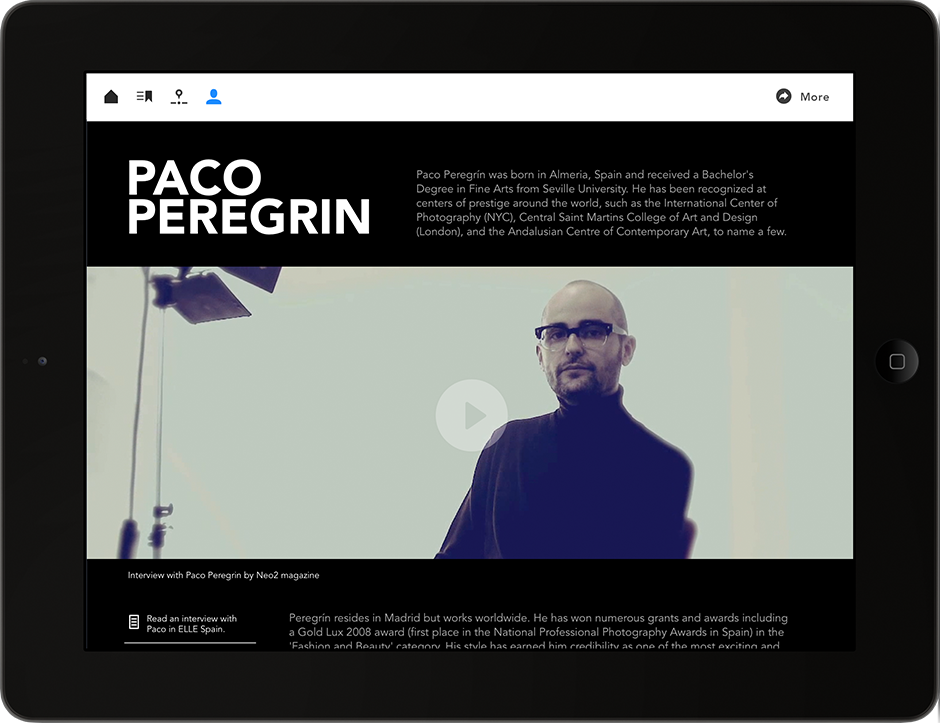 More
PACO
PEREGRIN
Paco Peregrín was born in Almeria, Spain and received a Bachelor's
Degree in Fine Arts from Seville University. He has been recognized at
centers of prestige around the world, such as the International Center of
Photography (NYC), Central Saint Martins College of Art and Design
(London), and the Andalusian Centre of Contemporary Art, to name a few.
Interview with Paco Peregrin by Neo2 magazine
Read an interview with
Paco in ELLE Spain.
Peregrín resides in Madrid but works worldwide. He has won numerous grants and awards including
a Gold Lux 2008 award (first place in the National Professional Photography Awards in Spain) in the
'Fashion and Beauty' category. His style has earned him credibility as one of the most exciting and